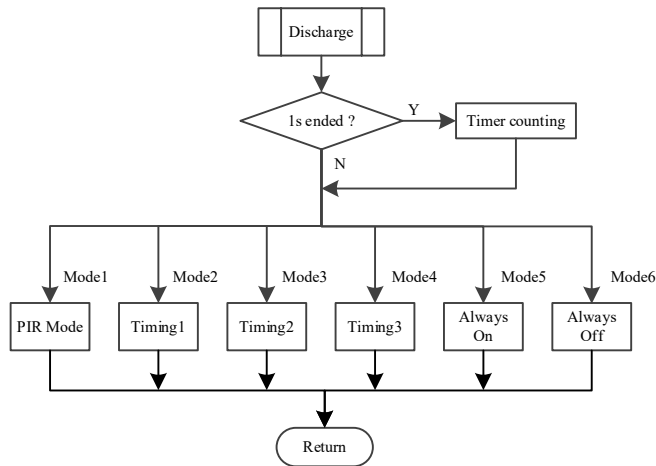 Discharge
1s ended ?
Y
Timer counting
N
Mode1
Mode2
Mode3
Mode4
Mode5
Mode6
PIR Mode
Timing1
Timing2
Timing3
Always
On
Always
Off
Return